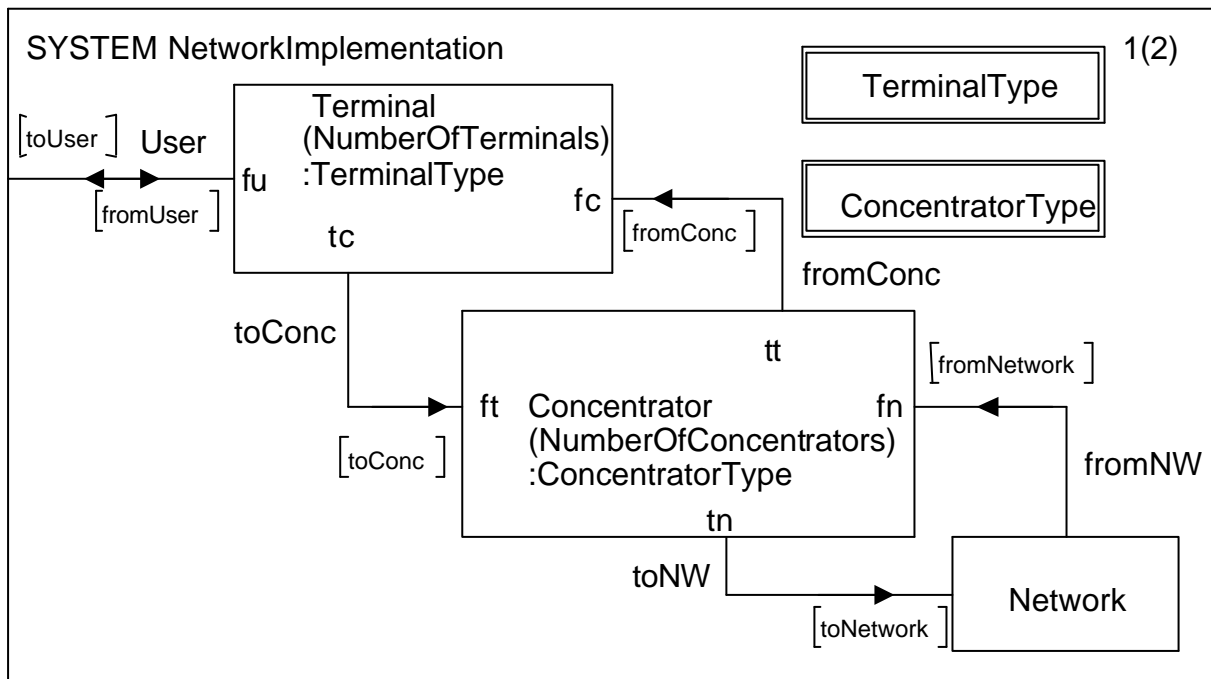 SYSTEM NetworkImplementation
1(2)
TerminalType
ConcentratorType
[toUser]
User
[fromUser]
Terminal
(NumberOfTerminals)
:TerminalType
fu
fc
tc
[fromConc]
fromConc
toConc
[toConc]
tt
ft
Concentrator
(NumberOfConcentrators)
:ConcentratorType
fn
tn
[fromNetwork]
fromNW
toNW
[toNetwork]
Network